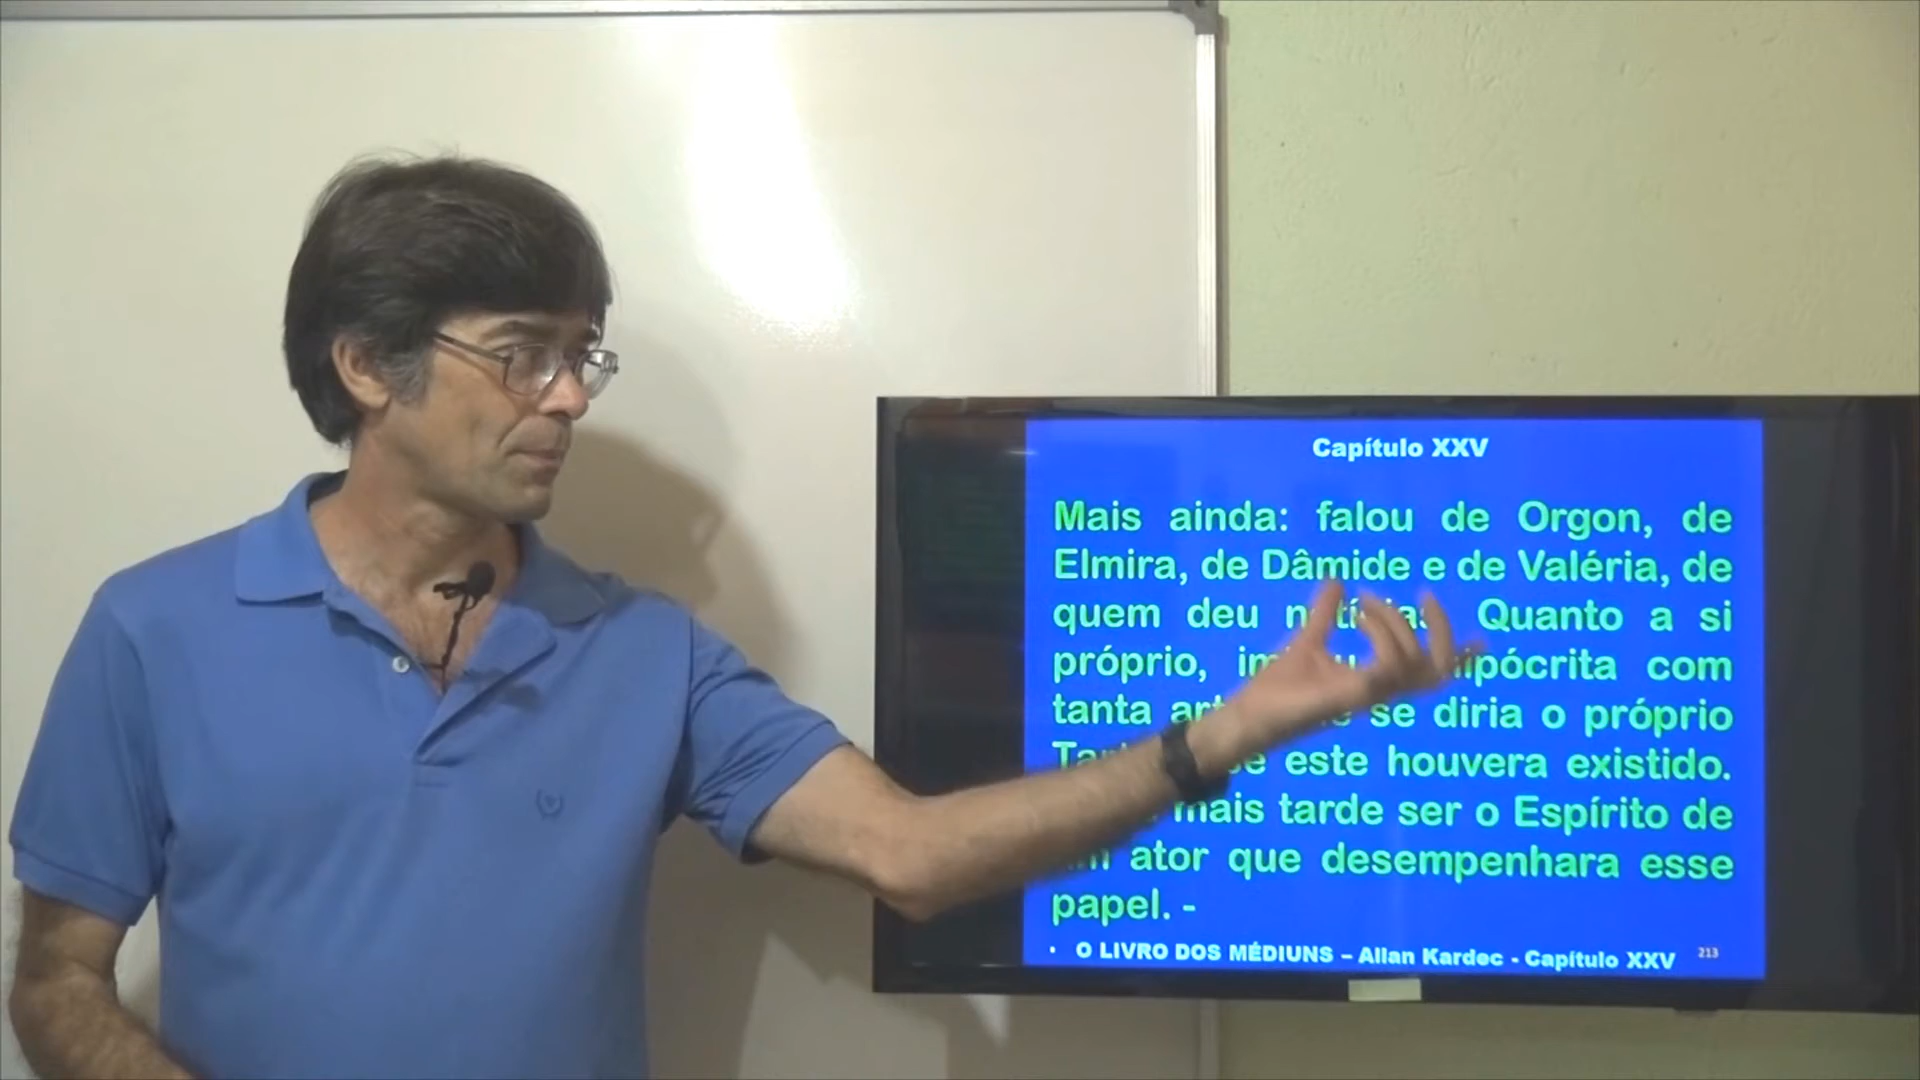 Capítulo XXV
Mais ainda: falou de Orgon, de
Elmira, de Dâmide e de Valéria, de
quem deu Quanto a si
próprio, hipócrita com
tanta se diria o próprio
se este houvera existido.
mais tarde ser o Espírito de
ator que desempenhara esse
papel. -
• O LIVRO DOS MÉDIUNS – Allan Kardec - Capítulo XXV 213